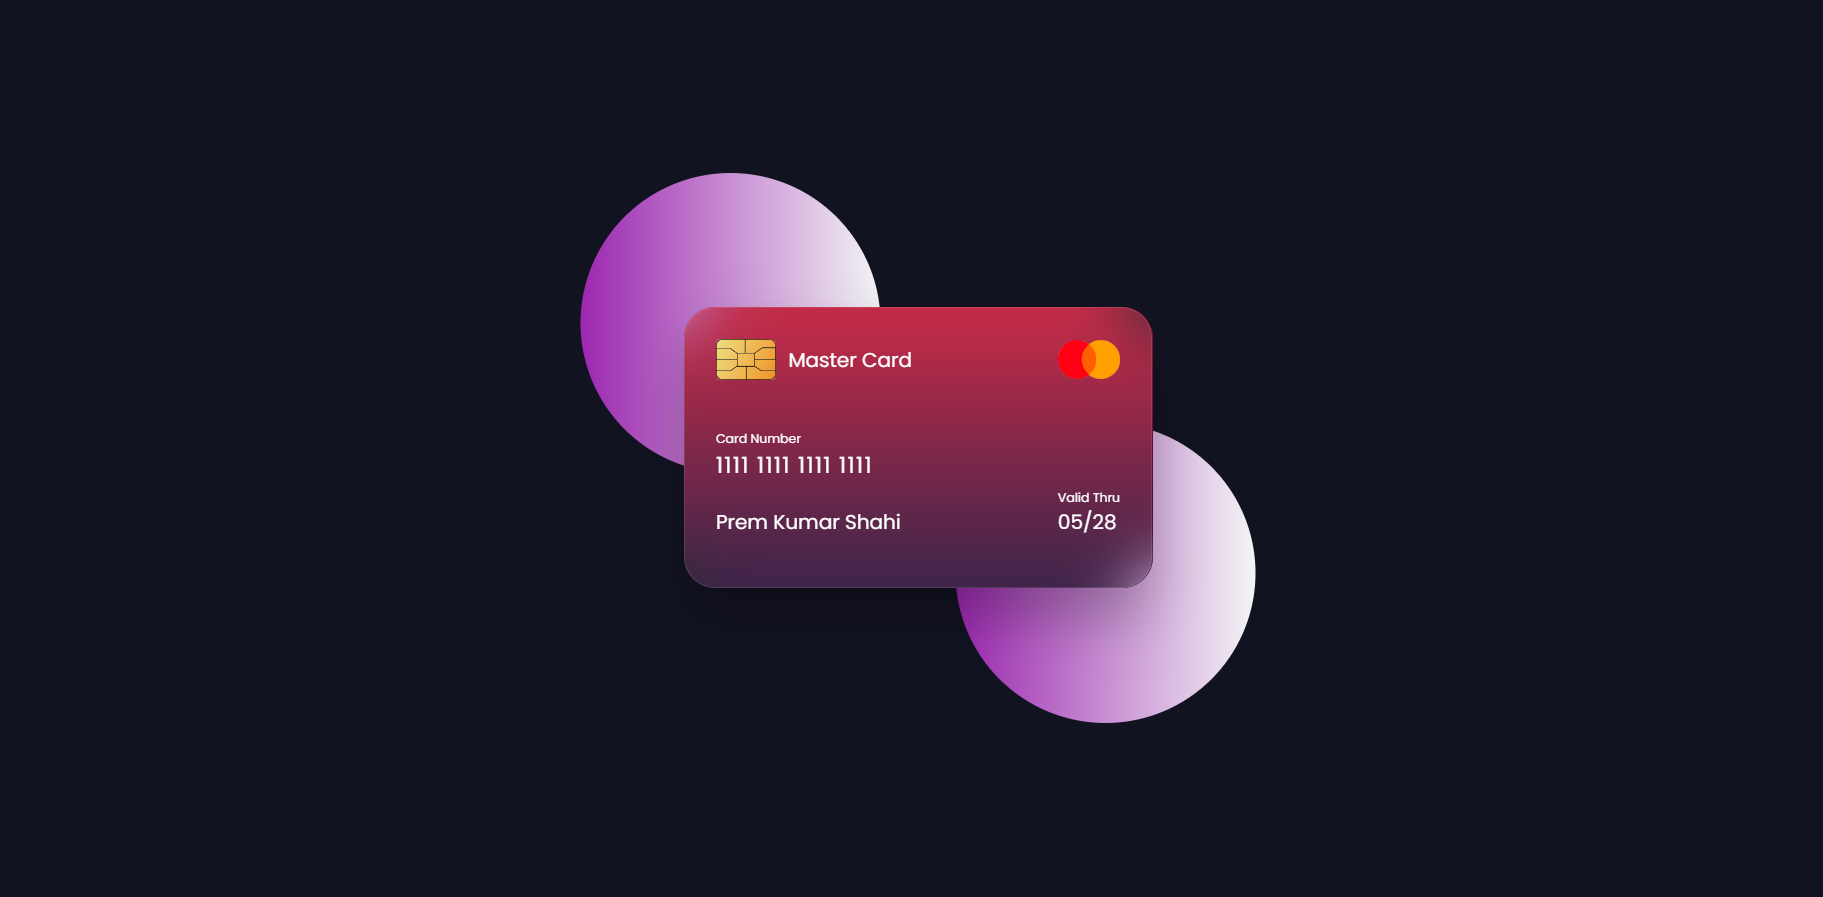 Master Card
Card Number
1111 1111 1111 1111
Valid Thru
Prem Kumar Shahi
05/28